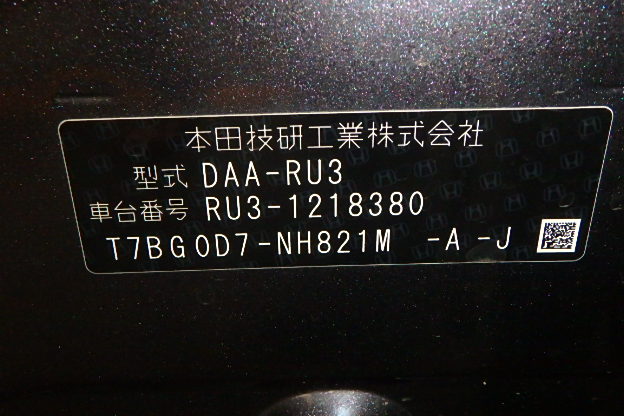 本田技研工業株式会社
型式 DAA-RU3
車台番号 RU3-1218380
T7BG0D7-NH821M -A -J